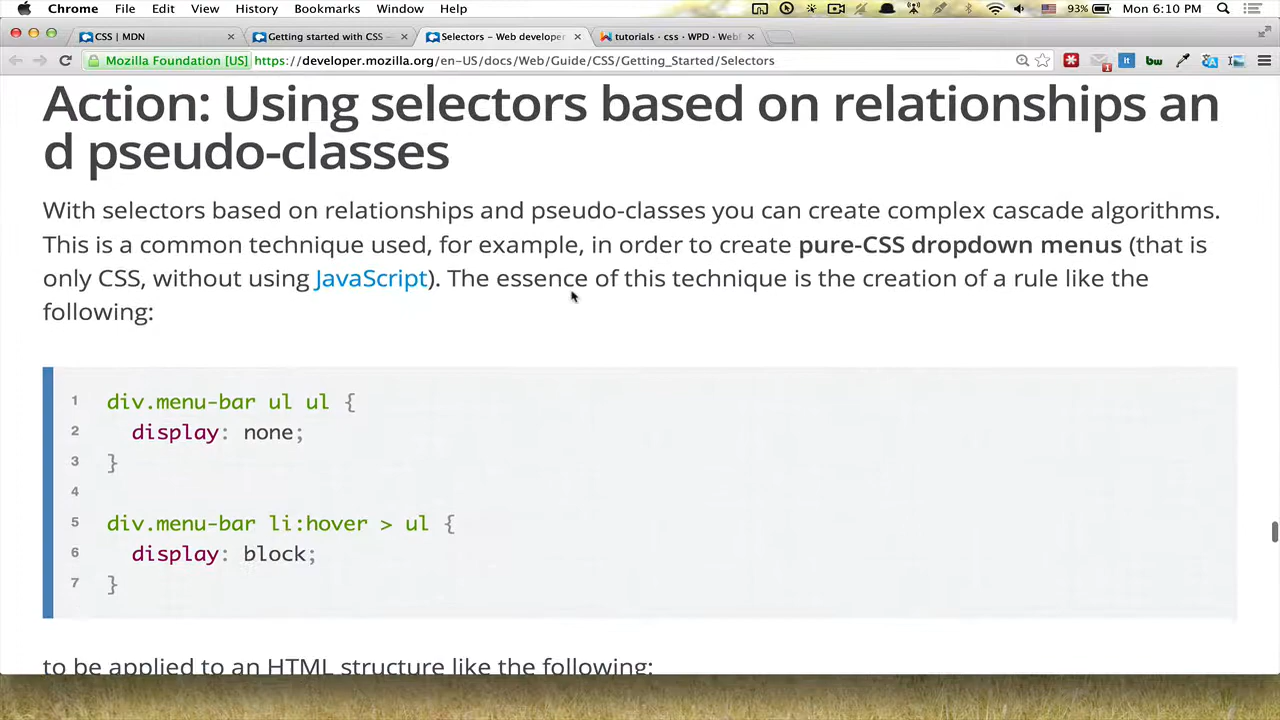 Chrome File Edit View History Bookmarks Window Help 93% Mon 6:10 PM
CSS | MDN Getting started with CSS – Selectors – Web developer tutorials · css · WPD · WebF
Mozilla Foundation [US] https://developer.mozilla.org/en-US/docs/Web/Guide/CSS/Getting_Started/Selectors
Action: Using selectors based on relationships an
d pseudo-classes
With selectors based on relationships and pseudo-classes you can create complex cascade algorithms.
This is a common technique used, for example, in order to create pure-CSS dropdown menus (that is
only CSS, without using JavaScript). The essence of this technique is the creation of a rule like the
following:
1 div.menu-bar ul ul {
2 display: none;
3 }
4
5 div.menu-bar li:hover > ul {
6 display: block;
7 }
to be applied to an HTML structure like the following: